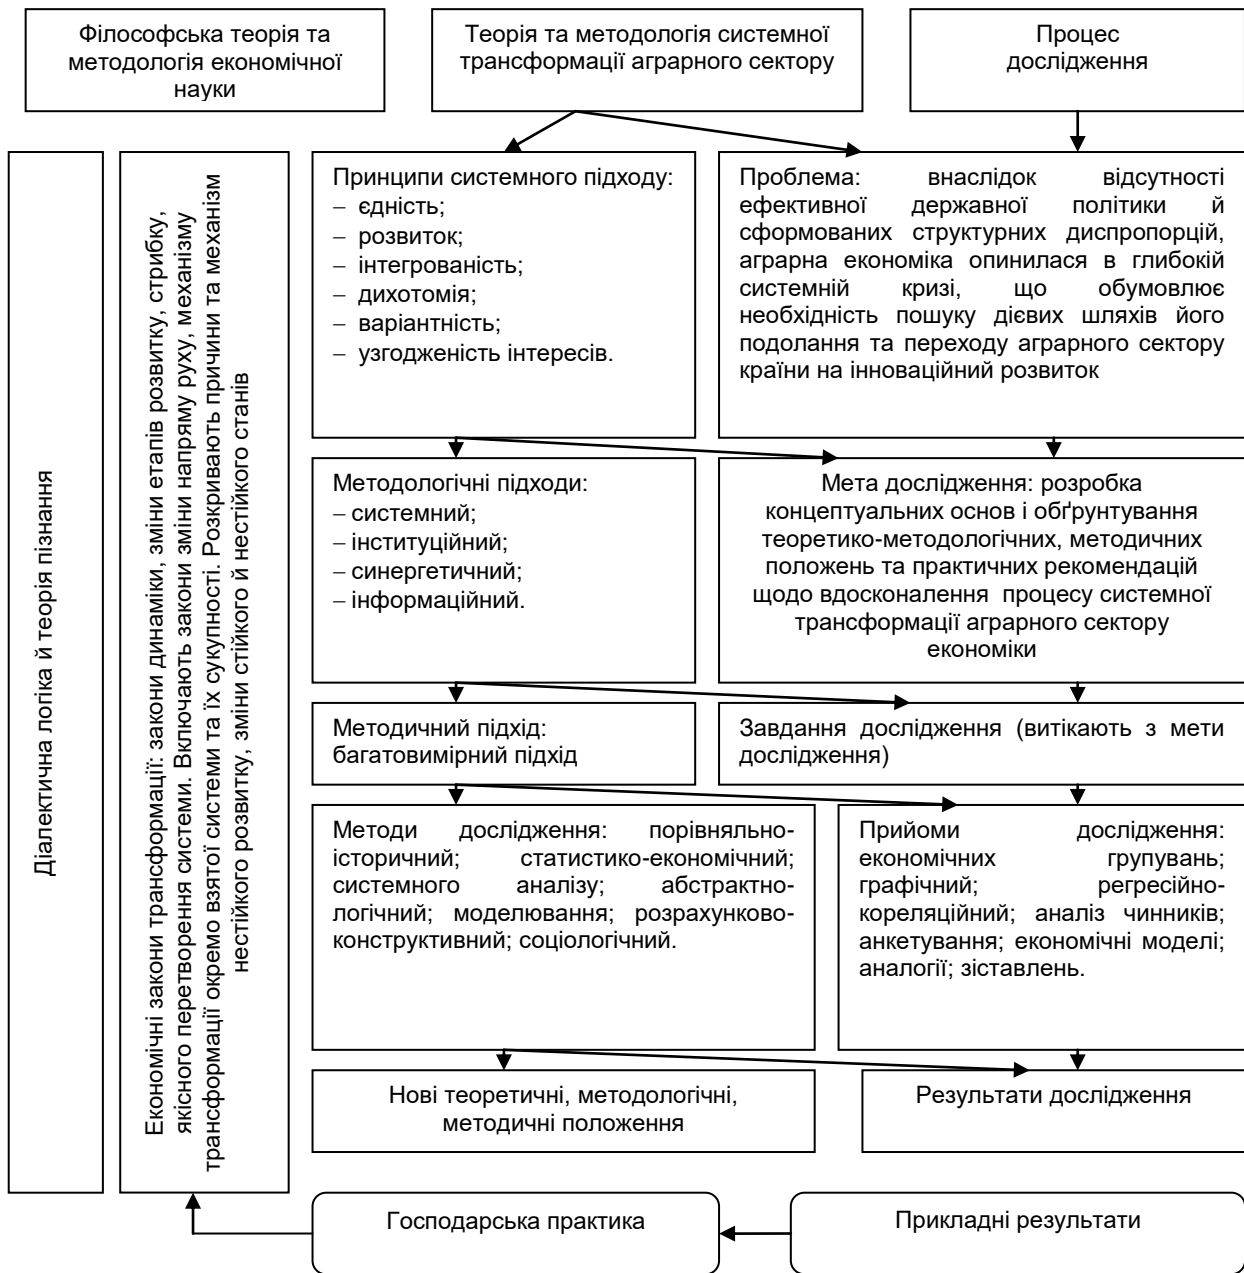 Філософська теорія та
методологія економічної
науки
Теорія та методологія системної
трансформації аграрного сектору
Процес
дослідження
Діалектична логіка й теорія пізнання
Економічні закони трансформації: закони динаміки, зміни етапів розвитку, стрибку,
якісного перетворення системи. Включають закони зміни напряму руху, механізму
трансформації окремо взятої системи та їх сукупності. Розкривають причини та механізм
нестійкого розвитку, зміни стійкого й нестійкого станів
Принципи системного підходу:
– єдність;
– розвиток;
– інтегрованість;
– дихотомія;
– варіантність;
– узгодженість інтересів.
Проблема: внаслідок відсутності
ефективної державної політики й
сформованих структурних диспропорцій,
аграрна економіка опинилася в глибокій
системній кризі, що обумовлює
необхідність пошуку дієвих шляхів його
подолання та переходу аграрного сектору
країни на інноваційний розвиток
Методологічні підходи:
– системний;
– інституційний;
– синергетичний;
– інформаційний.
Мета дослідження: розробка
концептуальних основ і обґрунтування
теоретико-методологічних, методичних
положень та практичних рекомендацій
щодо вдосконалення процесу системної
трансформації аграрного сектору
економіки
Методичний підхід:
багатовимірний підхід
Завдання дослідження (витікають з мети
дослідження)
Методи дослідження: порівняльно-
історичний; статистико-економічний;
системного аналізу; абстрактно-
логічний; моделювання; розрахунково-
конструктивний; соціологічний.
Прийоми дослідження:
економічних групувань;
графічний; регресійно-
кореляційний; аналіз чинників;
анкетування; економічні моделі;
аналогії; зіставлень.
Нові теоретичні, методологічні,
методичні положення
Результати дослідження
Господарська практика
Прикладні результати